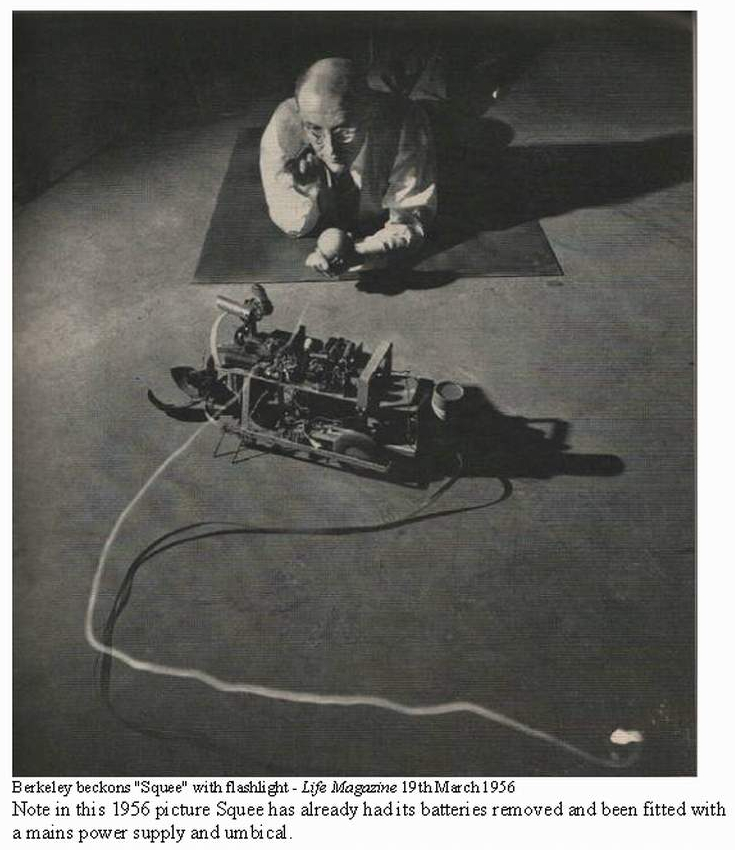 Berkeley beckons "Squee" with flashlight - Life Magazine 19th March 1956
Note in this 1956 picture Squee has already had its batteries removed and been fitted with
a mains power supply and umbical.